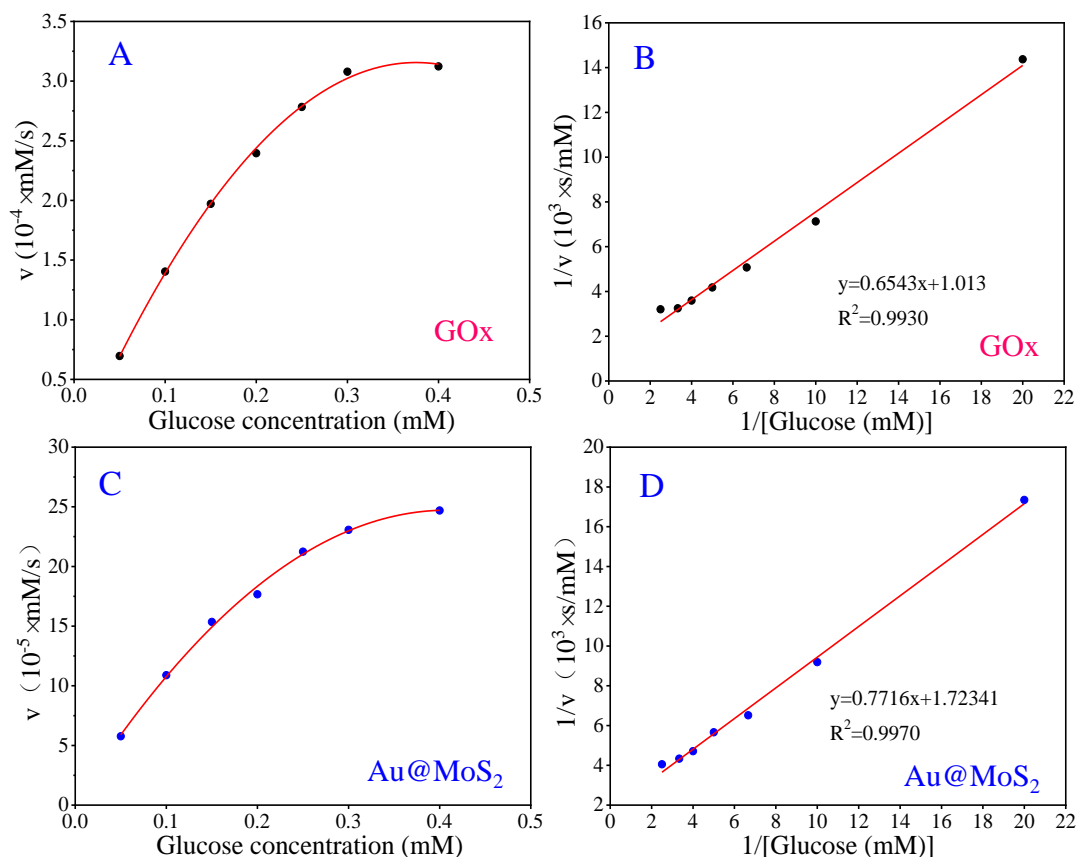 A
v (10⁻⁴ ×mM/s)
3.5
3.0
2.5
2.0
1.5
1.0
0.5
GOx
0.0 0.1 0.2 0.3 0.4 0.5
Glucose concentration (mM)
B
1/v (10³ ×s/mM)
16
14
12
10
8
6
4
2
0
y=0.6543x+1.013
R²=0.9930
GOx
0 2 4 6 8 10 12 14 16 18 20 22
1/[Glucose (mM)]
C
v（10⁻⁵ ×mM/s)
30
25
20
15
10
5
0
Au@MoS₂
0.0 0.1 0.2 0.3 0.4 0.5
Glucose concentration (mM)
D
1/v （10³ ×s/mM)
20
18
16
14
12
10
8
6
4
2
y=0.7716x+1.72341
R²=0.9970
Au@MoS₂
0 2 4 6 8 10 12 14 16 18 20 22
1/[Glucose (mM)]